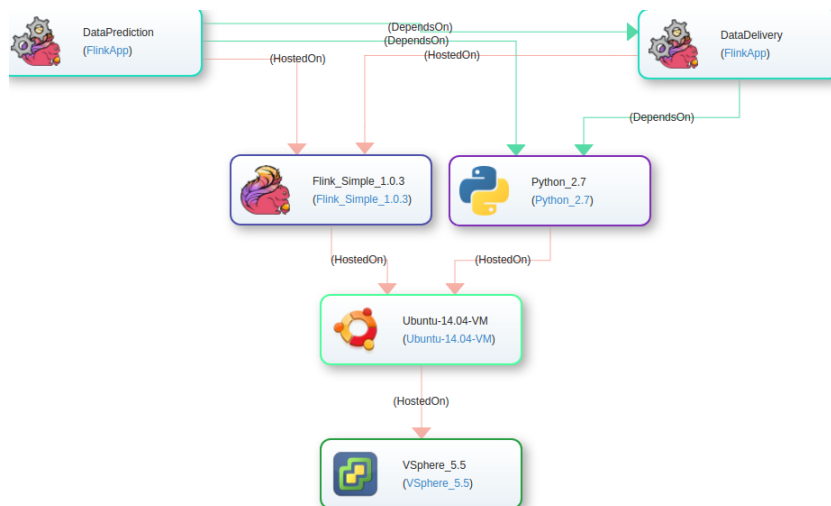 DataPrediction
(FlinkApp)
(DependsOn)
(DependsOn)
(HostedOn)
(HostedOn)
DataDelivery
(FlinkApp)
(DependsOn)
Flink_Simple_1.0.3
(Flink_Simple_1.0.3)
Python_2.7
(Python_2.7)
(HostedOn)
(HostedOn)
Ubuntu-14.04-VM
(Ubuntu-14.04-VM)
(HostedOn)
VSphere_5.5
(VSphere_5.5)